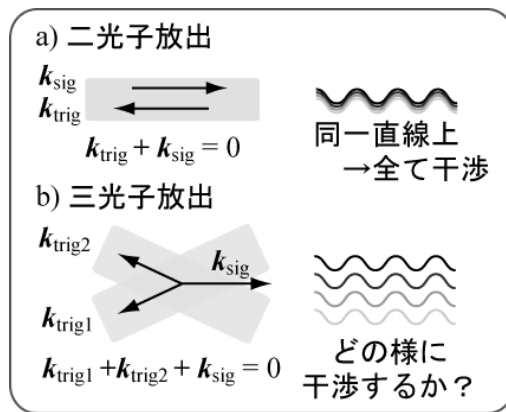 a) 二光子放出
k_sig
k_trig
k_trig + k_sig = 0
同一直線上
→全て干渉
b) 三光子放出
k_trig2
k_sig
k_trig1
k_trig1 +k_trig2 + k_sig = 0
どの様に
干渉するか？